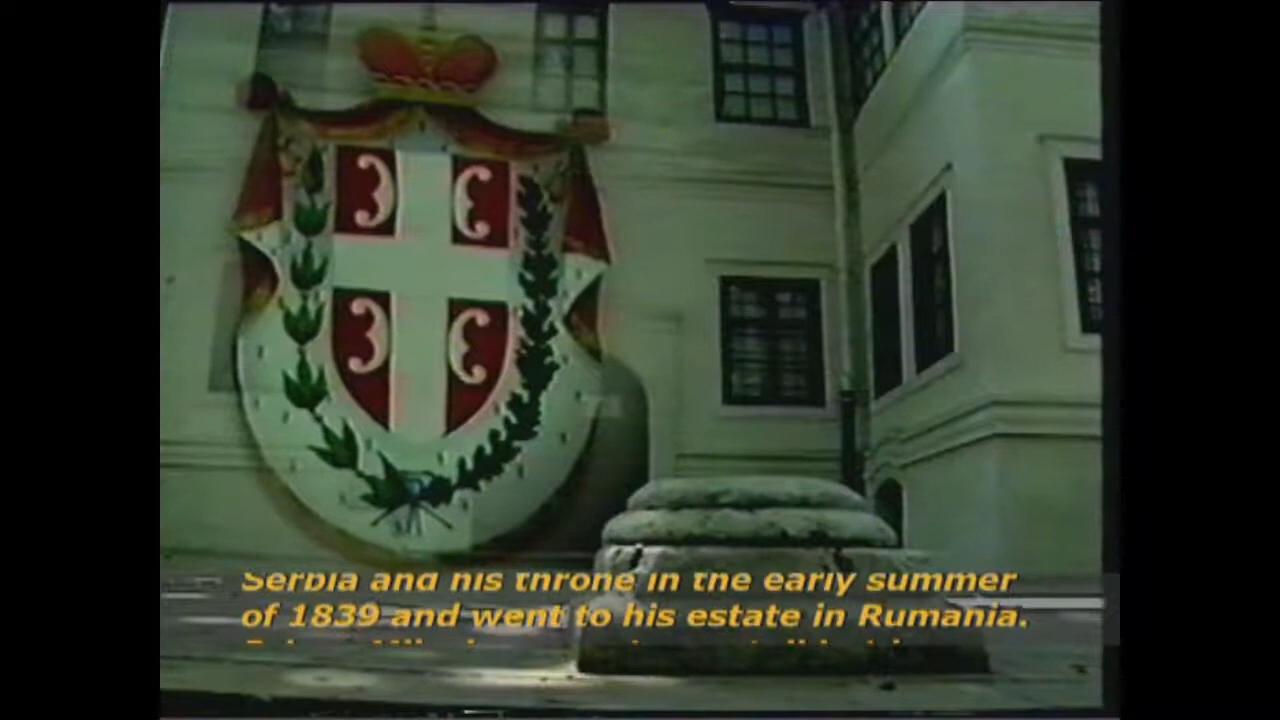 Serbia and his throne in the early summer
of 1839 and went to his estate in Rumania.